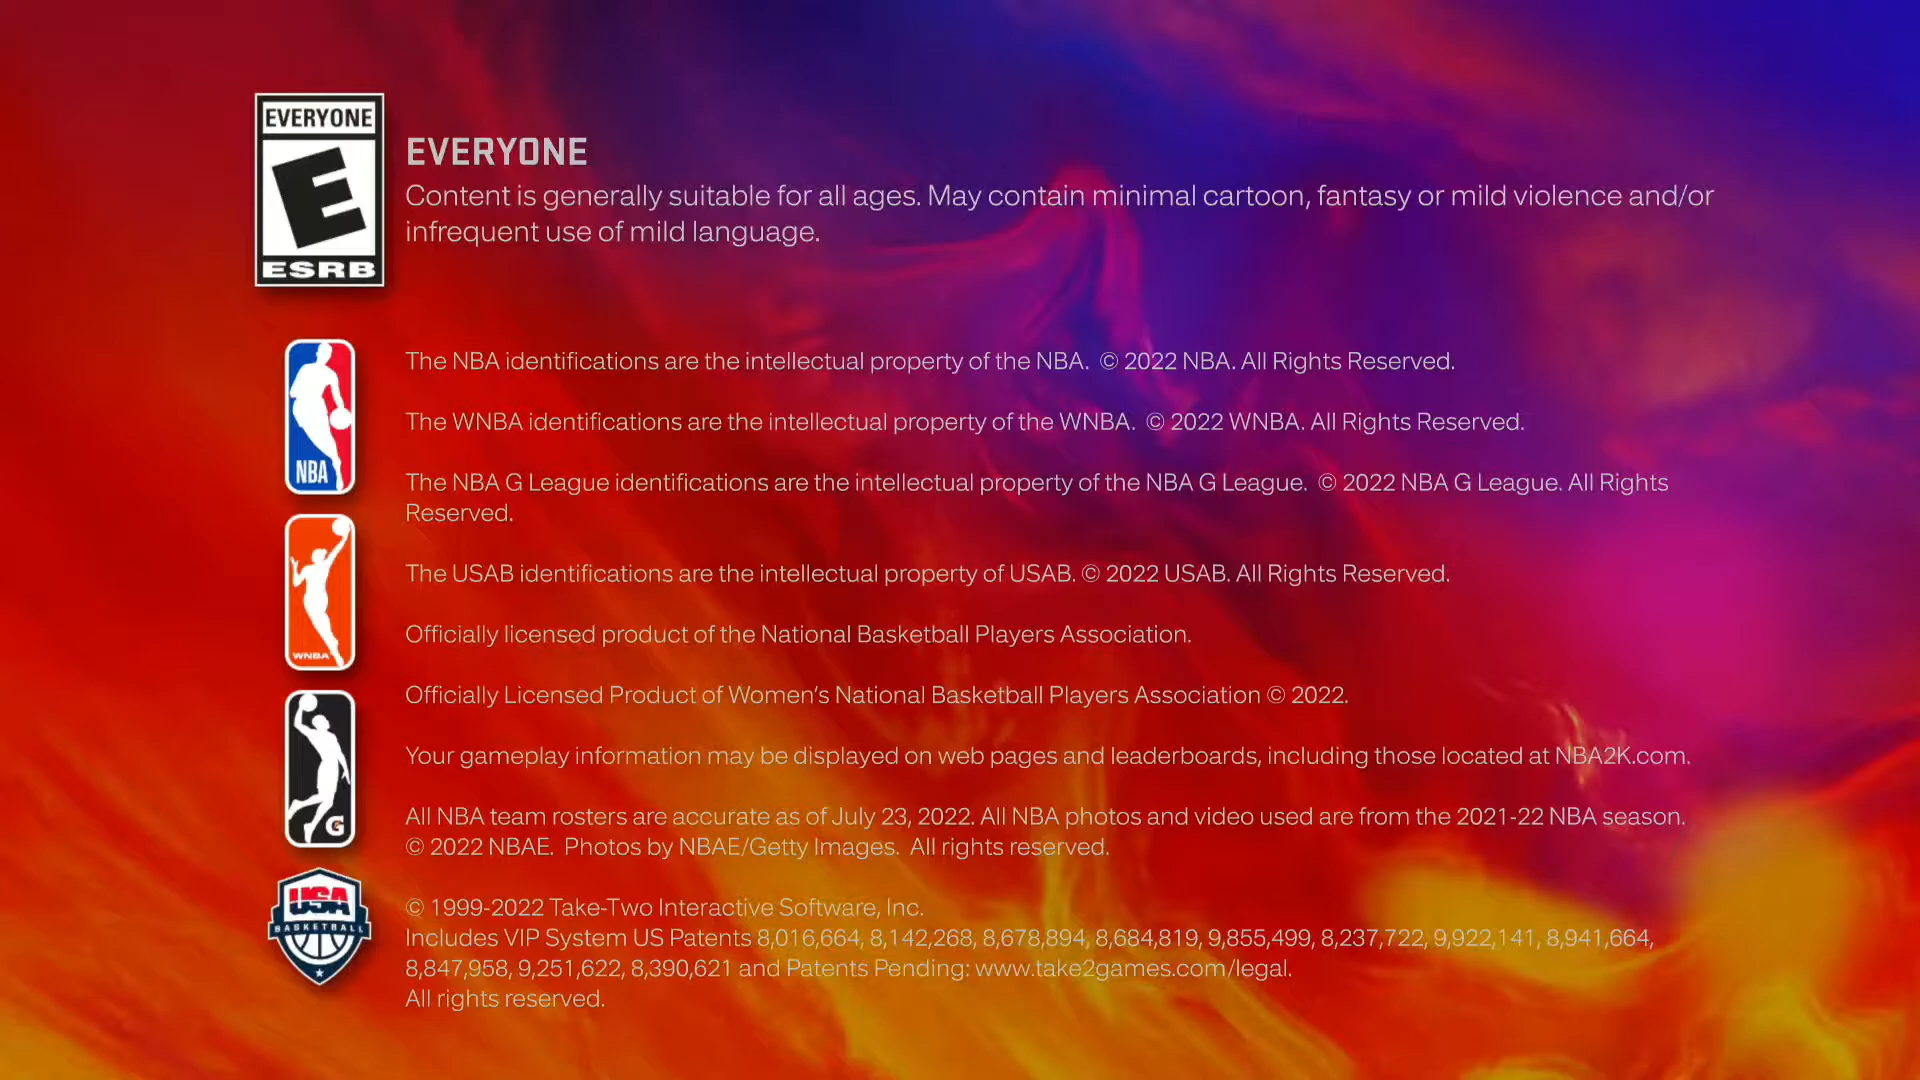 EVERYONE
E
ESRB
EVERYONE
Content is generally suitable for all ages. May contain minimal cartoon, fantasy or mild violence and/or
infrequent use of mild language.
NBA
WNBA
G
USA
BASKETBALL
The NBA identifications are the intellectual property of the NBA.  © 2022 NBA. All Rights Reserved.
The WNBA identifications are the intellectual property of the WNBA.  © 2022 WNBA. All Rights Reserved.
The NBA G League identifications are the intellectual property of the NBA G League.  © 2022 NBA G League. All Rights
Reserved.
The USAB identifications are the intellectual property of USAB. © 2022 USAB. All Rights Reserved.
Officially licensed product of the National Basketball Players Association.
Officially Licensed Product of Women’s National Basketball Players Association © 2022.
Your gameplay information may be displayed on web pages and leaderboards, including those located at NBA2K.com.
All NBA team rosters are accurate as of July 23, 2022. All NBA photos and video used are from the 2021-22 NBA season.
© 2022 NBAE.  Photos by NBAE/Getty Images.  All rights reserved.
© 1999-2022 Take-Two Interactive Software, Inc.
Includes VIP System US Patents 8,016,664, 8,142,268, 8,678,894, 8,684,819, 9,855,499, 8,237,722, 9,922,141, 8,941,664,
8,847,958, 9,251,622, 8,390,621 and Patents Pending: www.take2games.com/legal.
All rights reserved.